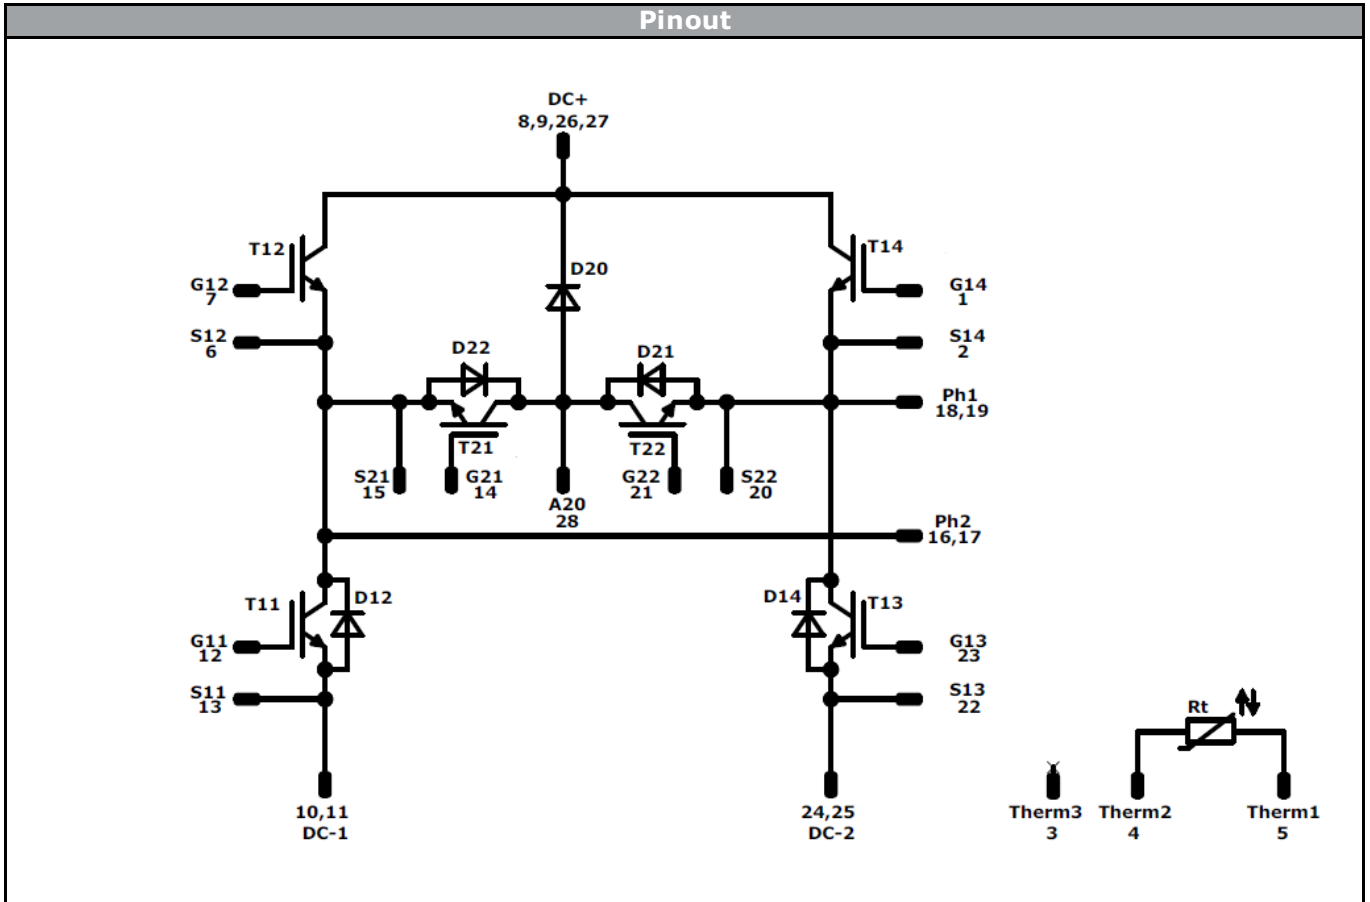 Pinout
DC+
8,9,26,27
T12
T14
D20
G12
7
G14
1
S12
6
S14
2
D22
D21
Ph1
18,19
T21
T22
S21
15
G21
14
A20
28
G22
21
S22
20
Ph2
16,17
T11
D12
D14
T13
G11
12
G13
23
S11
13
S13
22
Rt
10,11
DC-1
24,25
DC-2
Therm3
3
Therm2
4
Therm1
5